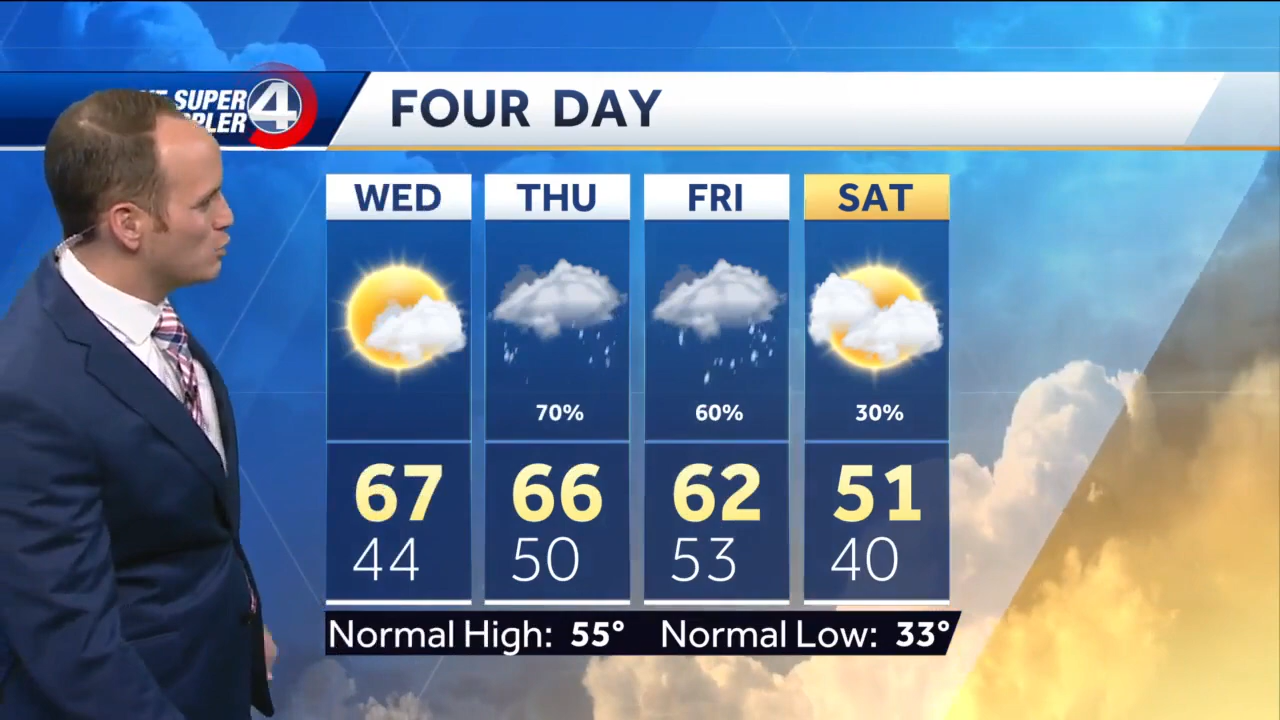 SUPER 4
FOUR DAY
WED THU FRI SAT
70% 60% 30%
67 66 62 51
44 50 53 40
Normal High: 55° Normal Low: 33°